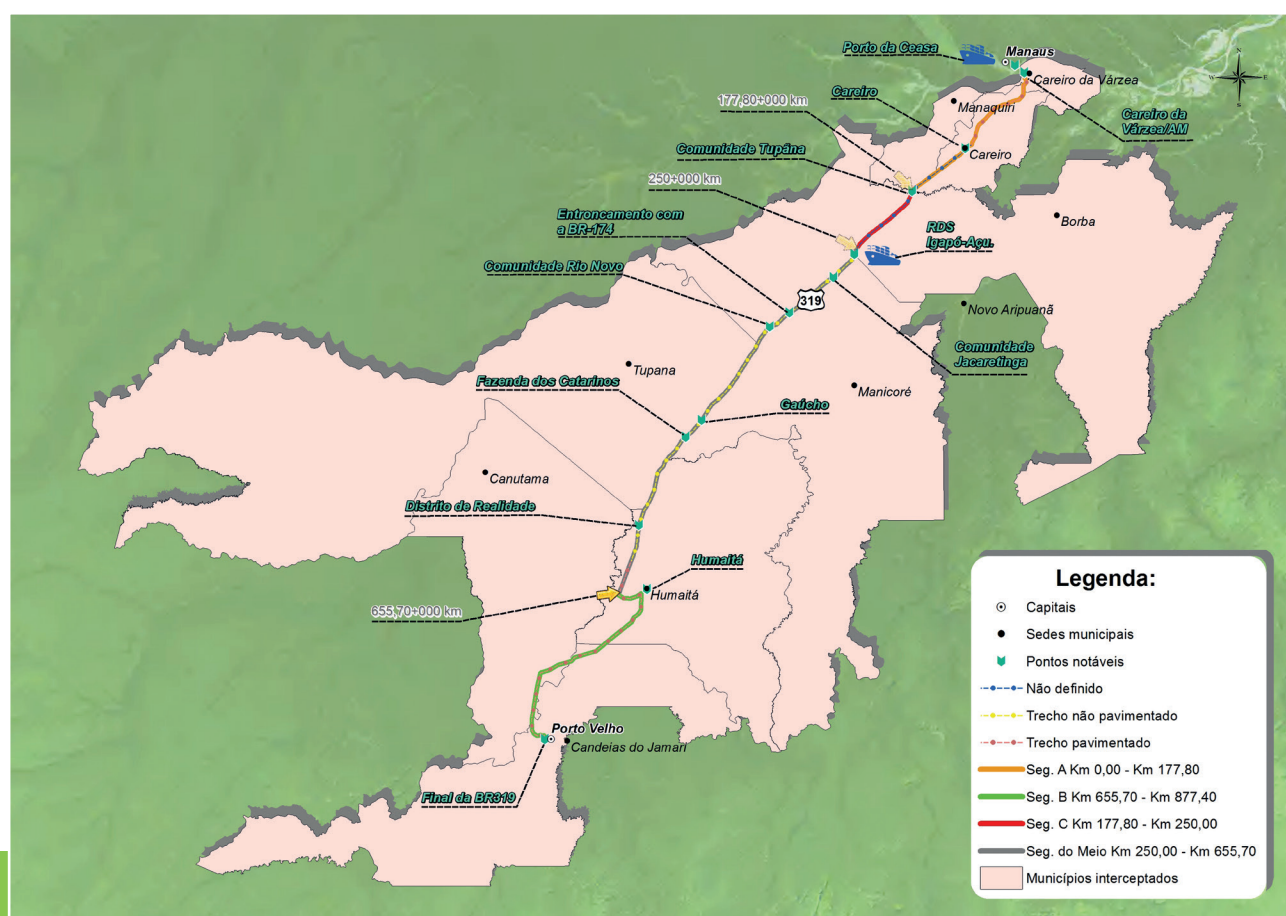 Porto da Ceasa
Manaus
N
W
E
S
Careiro da Várzea
177,80+000 km
Careiro
Manaquiri
Careiro da
Várzea/AM
Comunidade Tupãna
Careiro
250+000 km
Entroncamento com
a BR-174
RDS
Igapó-Açu.
Borba
Comunidade Rio Novo
319
Novo Aripuanã
Comunidade
Jacaretinga
Tupana
Fazenda dos Catarinos
Gaúcho
Manicoré
Canutama
Distrito de Realidade
Humaitá
Humaitá
655,70+000 km
Porto Velho
Candeias do Jamari
Final da BR319
Legenda:
Capitais
Sedes municipais
Pontos notáveis
Não definido
Trecho não pavimentado
Trecho pavimentado
Seg. A Km 0,00 - Km 177,80
Seg. B Km 655,70 - Km 877,40
Seg. C Km 177,80 - Km 250,00
Seg. do Meio Km 250,00 - Km 655,70
Municípios interceptados